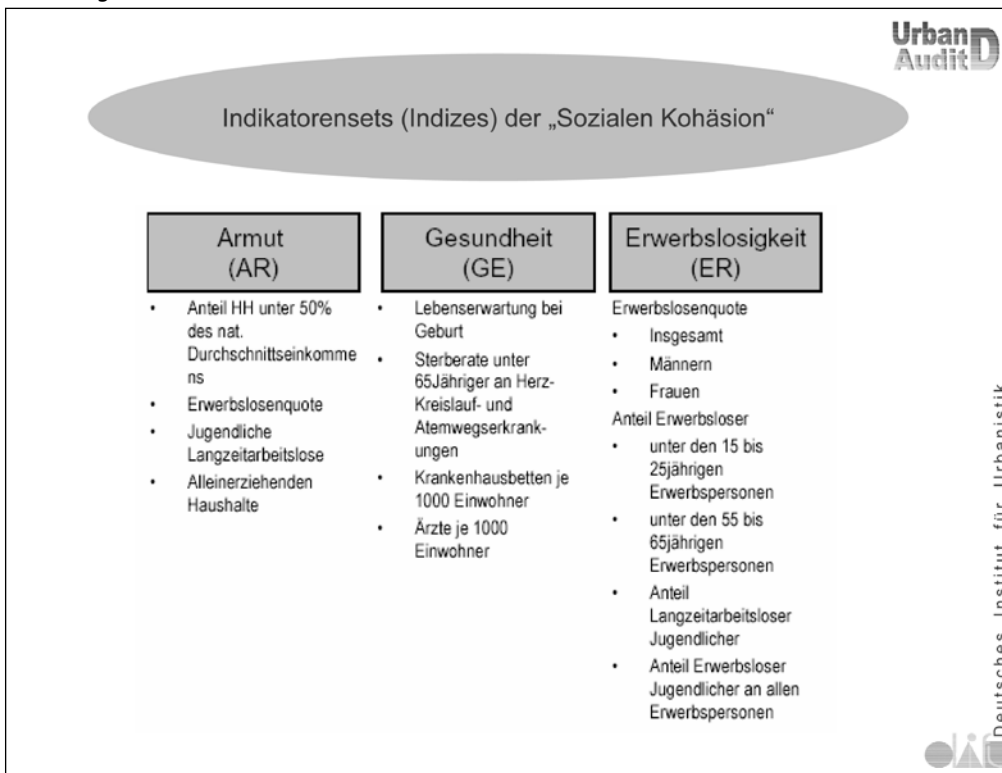 Urban
Audit D
Indikatorensets (Indizes) der „Sozialen Kohäsion“
Armut
(AR)
• Anteil HH unter 50%
des nat.
Durchschnittseinkomme
ns
• Erwerbslosenquote
• Jugendliche
Langzeitarbeitslose
• Alleinerziehenden
Haushalte
Gesundheit
(GE)
• Lebenserwartung bei
Geburt
• Sterberate unter
65Jähriger an Herz-
Kreislauf- und
Atemwegserkrank-
ungen
• Krankenhausbetten je
1000 Einwohner
• Ärzte je 1000
Einwohner
Erwerbslosigkeit
(ER)
Erwerbslosenquote
• Insgesamt
• Männern
• Frauen
Anteil Erwerbsloser
• unter den 15 bis
25jährigen
Erwerbspersonen
• unter den 55 bis
65jährigen
Erwerbspersonen
• Anteil
Langzeitarbeitsloser
Jugendlicher
• Anteil Erwerbsloser
Jugendlicher an allen
Erwerbspersonen
Deutsches Institut für Urbanistik